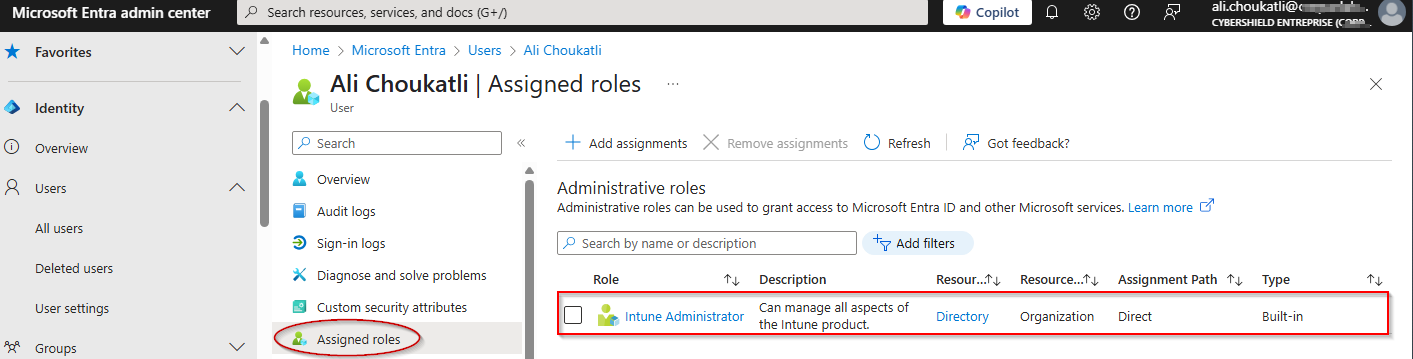 Microsoft Entra admin center
Search resources, services, and docs (G+/)
Copilot
ali.choukatli@
CYBERSHIELD ENTREPRISE
Favorites
Identity
Overview
Users
All users
Deleted users
User settings
Groups
Home > Microsoft Entra > Users > Ali Choukatli
Ali Choukatli | Assigned roles ...
User
Search
«
Overview
Audit logs
Sign-in logs
Diagnose and solve problems
Custom security attributes
Assigned roles
Add assignments
Remove assignments
Refresh
Got feedback?
Administrative roles
Administrative roles can be used to grant access to Microsoft Entra ID and other Microsoft services. Learn more
Search by name or description
Add filters
Role Description Resour... Resource... Assignment Path Type
Intune Administrator
Can manage all aspects of
the Intune product.
Directory
Organization
Direct
Built-in